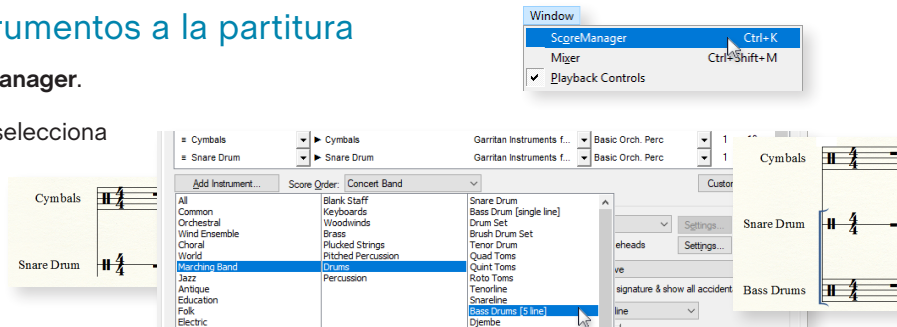 rumentos a la partitura
anager.
selecciona
Window
ScoreManager Ctrl+K
Mixer Ctrl+Shift+M
Playback Controls
Cymbals
Snare Drum
≡ Cymbals ► Cymbals Garritan Instruments f... Basic Orch. Perc 1
≡ Snare Drum ► Snare Drum Garritan Instruments f... Basic Orch. Perc 1
Add Instrument... Score Order: Concert Band Custor
All Blank Staff Snare Drum
Common Keyboards Bass Drum [single line]
Orchestral Woodwinds Drum Set Settings...
Wind Ensemble Brass Brush Drum Set
Choral Plucked Strings Tenor Drum eheads Settings...
World Pitched Percussion Quad Toms
Marching Band Drums Quint Toms ve
Jazz Percussion Roto Toms
Antique Tenorline signature & show all accident
Education Snareline
Folk Bass Drums [5 line] line
Electric Djembe
Cymbals
Snare Drum
Bass Drums